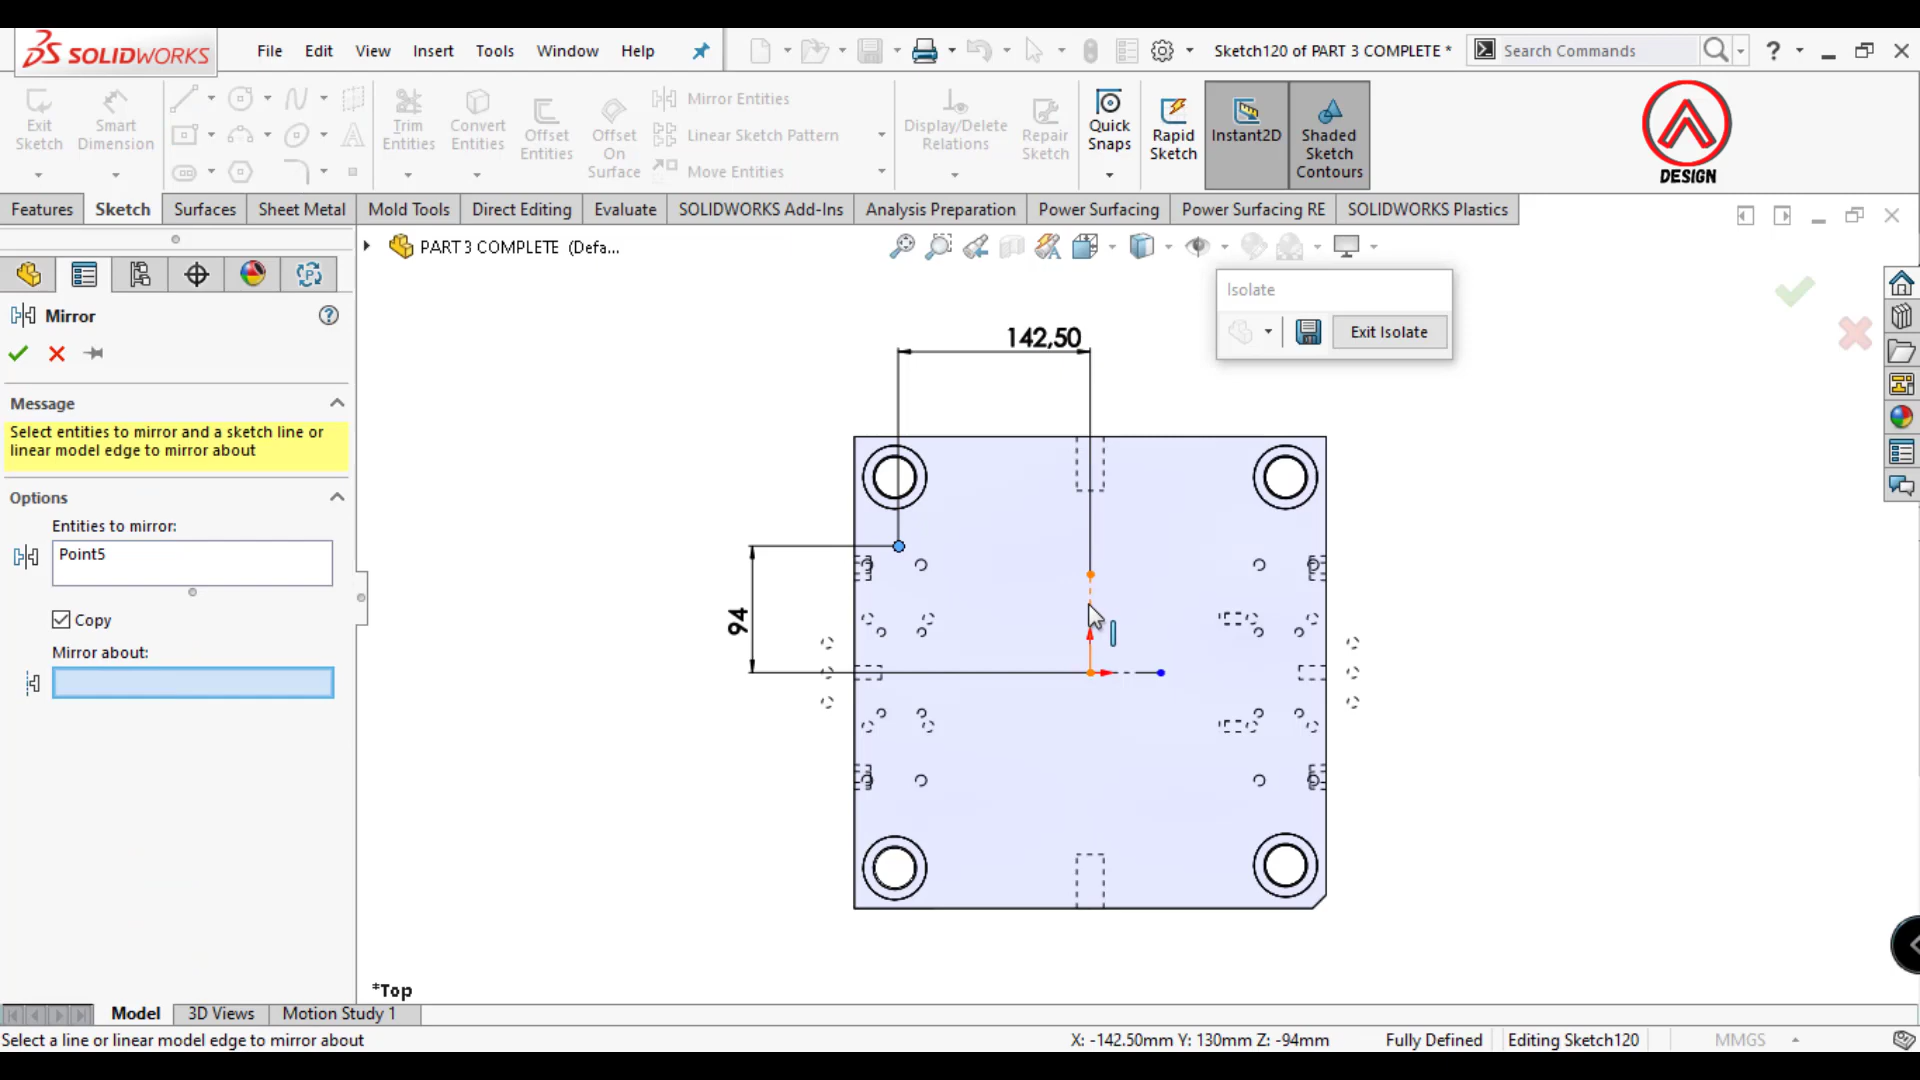 SOLIDWORKS
File Edit View Insert Tools Window Help
Sketch120 of PART 3 COMPLETE *
Search Commands
?
Exit Sketch
Smart Dimension
Trim Entities
Convert Entities
Offset Entities
Offset On Surface
Mirror Entities
Linear Sketch Pattern
Move Entities
Display/Delete Relations
Repair Sketch
Quick Snaps
Rapid Sketch
Instant2D
Shaded Sketch Contours
DESIGN
Features Sketch Surfaces Sheet Metal Mold Tools Direct Editing Evaluate SOLIDWORKS Add-Ins Analysis Preparation Power Surfacing Power Surfacing RE SOLIDWORKS Plastics
PART 3 COMPLETE (Defa...
Mirror
Message
Select entities to mirror and a sketch line or
linear model edge to mirror about
Options
Entities to mirror:
Point5
Copy
Mirror about:
Isolate
Exit Isolate
142,50
94
*Top
Model 3D Views Motion Study 1
Select a line or linear model edge to mirror about
X: -142.50mm Y: 130mm Z: -94mm
Fully Defined
Editing Sketch120
MMGS